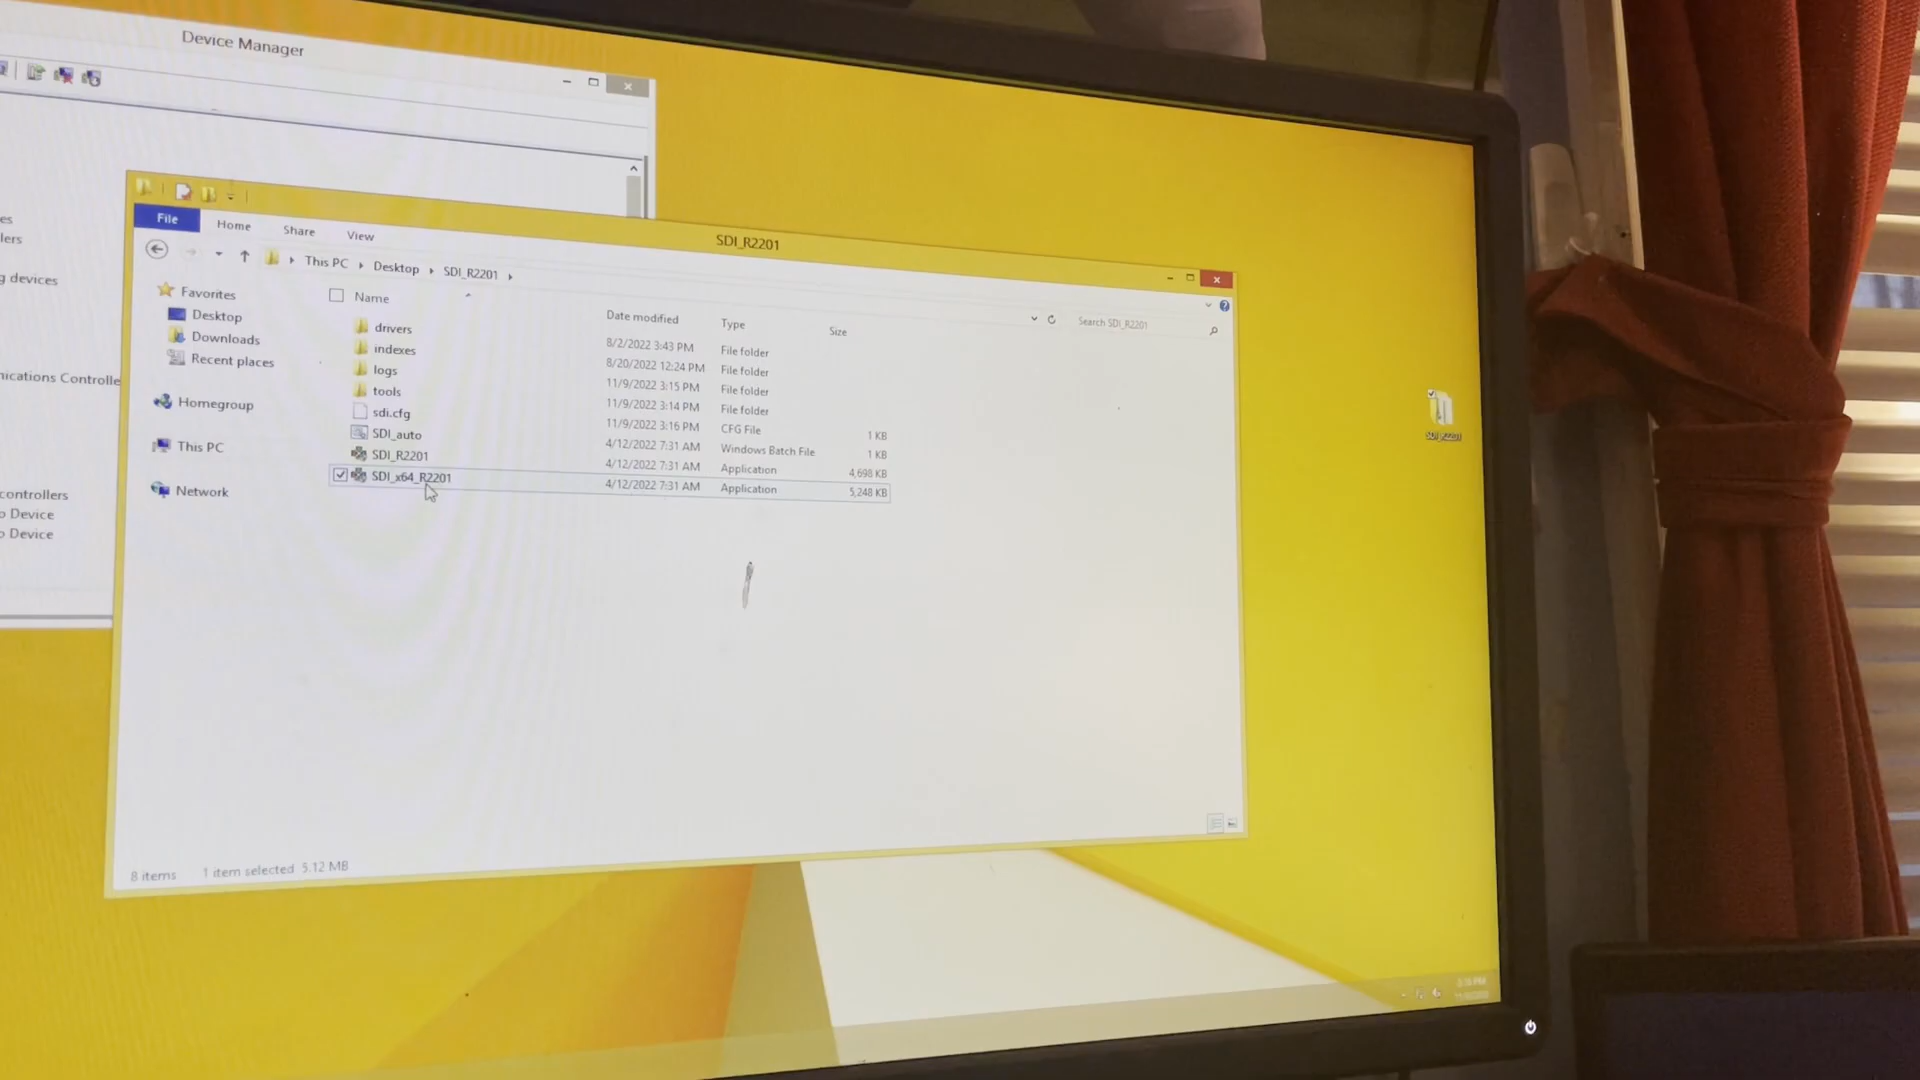 Device Manager
es
lers
g devices
nications Controlle
controllers
o Device
o Device
SDI_R2201
File Home Share View
This PC Desktop SDI_R2201
Search SDI_R2201
Favorites
Desktop
Downloads
Recent places
Homegroup
This PC
Network
Name Date modified Type Size
drivers 8/2/2022 3:43 PM File folder
indexes 8/20/2022 12:24 PM File folder
logs 11/9/2022 3:15 PM File folder
tools 11/9/2022 3:14 PM File folder
sdi.cfg 11/9/2022 3:16 PM CFG File 1 KB
SDI_auto 4/12/2022 7:31 AM Windows Batch File 1 KB
SDI_R2201 4/12/2022 7:31 AM Application 4,698 KB
SDI_x64_R2201 4/12/2022 7:31 AM Application 5,248 KB
8 items 1 item selected 5.12 MB
SDI_R2201